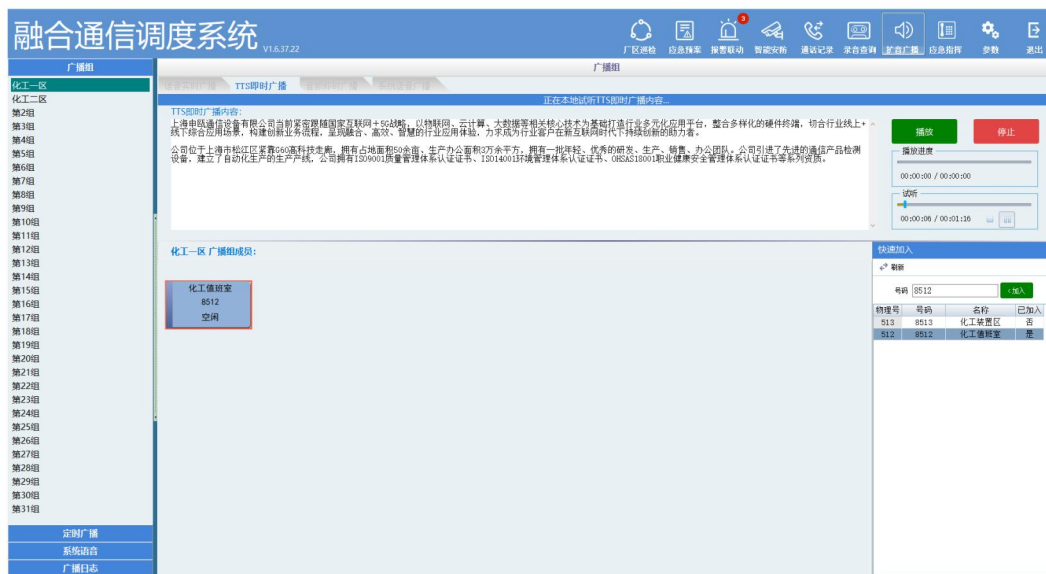 融合通信调度系统 V1.6.37.22
3
厂区巡检 应急预案 报警联动 智能安防 通话记录 录音查询 扩音广播 应急指挥 参数 退出
广播组
广播组
化工一区
化工二区
第2组
第3组
第4组
第5组
第6组
第7组
第8组
第9组
第10组
第11组
第12组
第13组
第14组
第15组
第16组
第17组
第18组
第19组
第20组
第21组
第22组
第23组
第24组
第25组
第26组
第27组
第28组
第29组
第30组
第31组
定时广播
系统语音
广播日志
TTS即时广播
正在本地试听TTS即时广播内容...
TTS即时广播内容:
上海申瓯通信设备有限公司当前紧密跟随国家互联网+5G战略, 以物联网、云计算、大数据等相关核心技术为基础打造行业多元化应用平台, 整合多样化的硬件终端, 切合行业线上+
线下综合应用场景, 构建创新业务流程, 呈现融合、高效、智慧的行业应用体验, 力求成为行业客户在新互联网时代下持续创新的助力者。
公司位于上海市松江区紧靠G60高科技走廊, 拥有占地面积50余亩、生产办公面积3万余平方, 拥有一批年轻、优秀的研发、生产、销售、办公团队。公司引进了先进的通信产品检测
设备、建立了自动化生产的生产产线, 公司拥有ISO9001质量管理体系认证证书、ISO14001环境管理体系认证证书、OHSAS18001职业健康安全管理体系认证证书等系列资质。
播放 停止
播放进度
00:00:00 / 00:00:00
试听
00:00:06 / 00:01:16
化工一区 广播组成员:
化工值班室
8512
空闲
快速加入
刷新
号码 8512 <加入
物理号 号码 名称 已加入
513 8513 化工装置区 否
512 8512 化工值班室 是